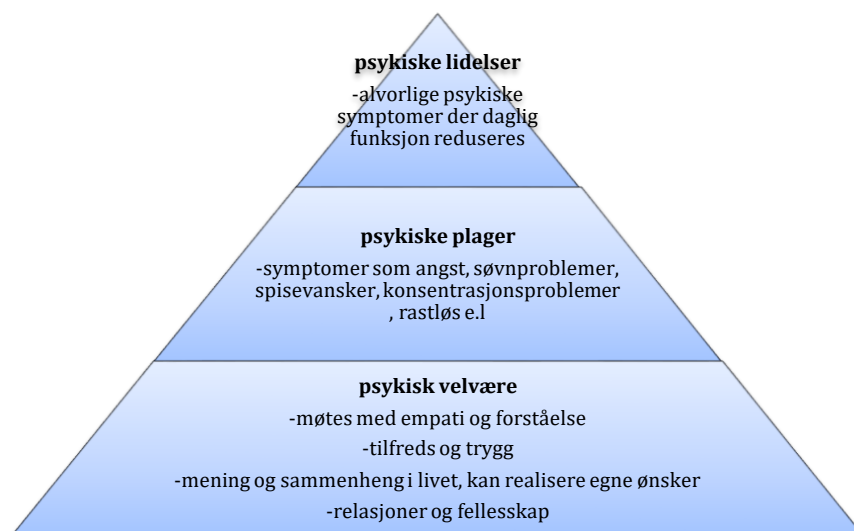 psykiske lidelser
-alvorlige psykiske
symptomer der daglig
funksjon reduseres
psykiske plager
-symptomer som angst, søvnproblemer,
spisevansker, konsentrasjonsproblemer
, rastløs e.l
psykisk velvære
-møtes med empati og forståelse
-tilfreds og trygg
-mening og sammenheng i livet, kan realisere egne ønsker
-relasjoner og fellesskap